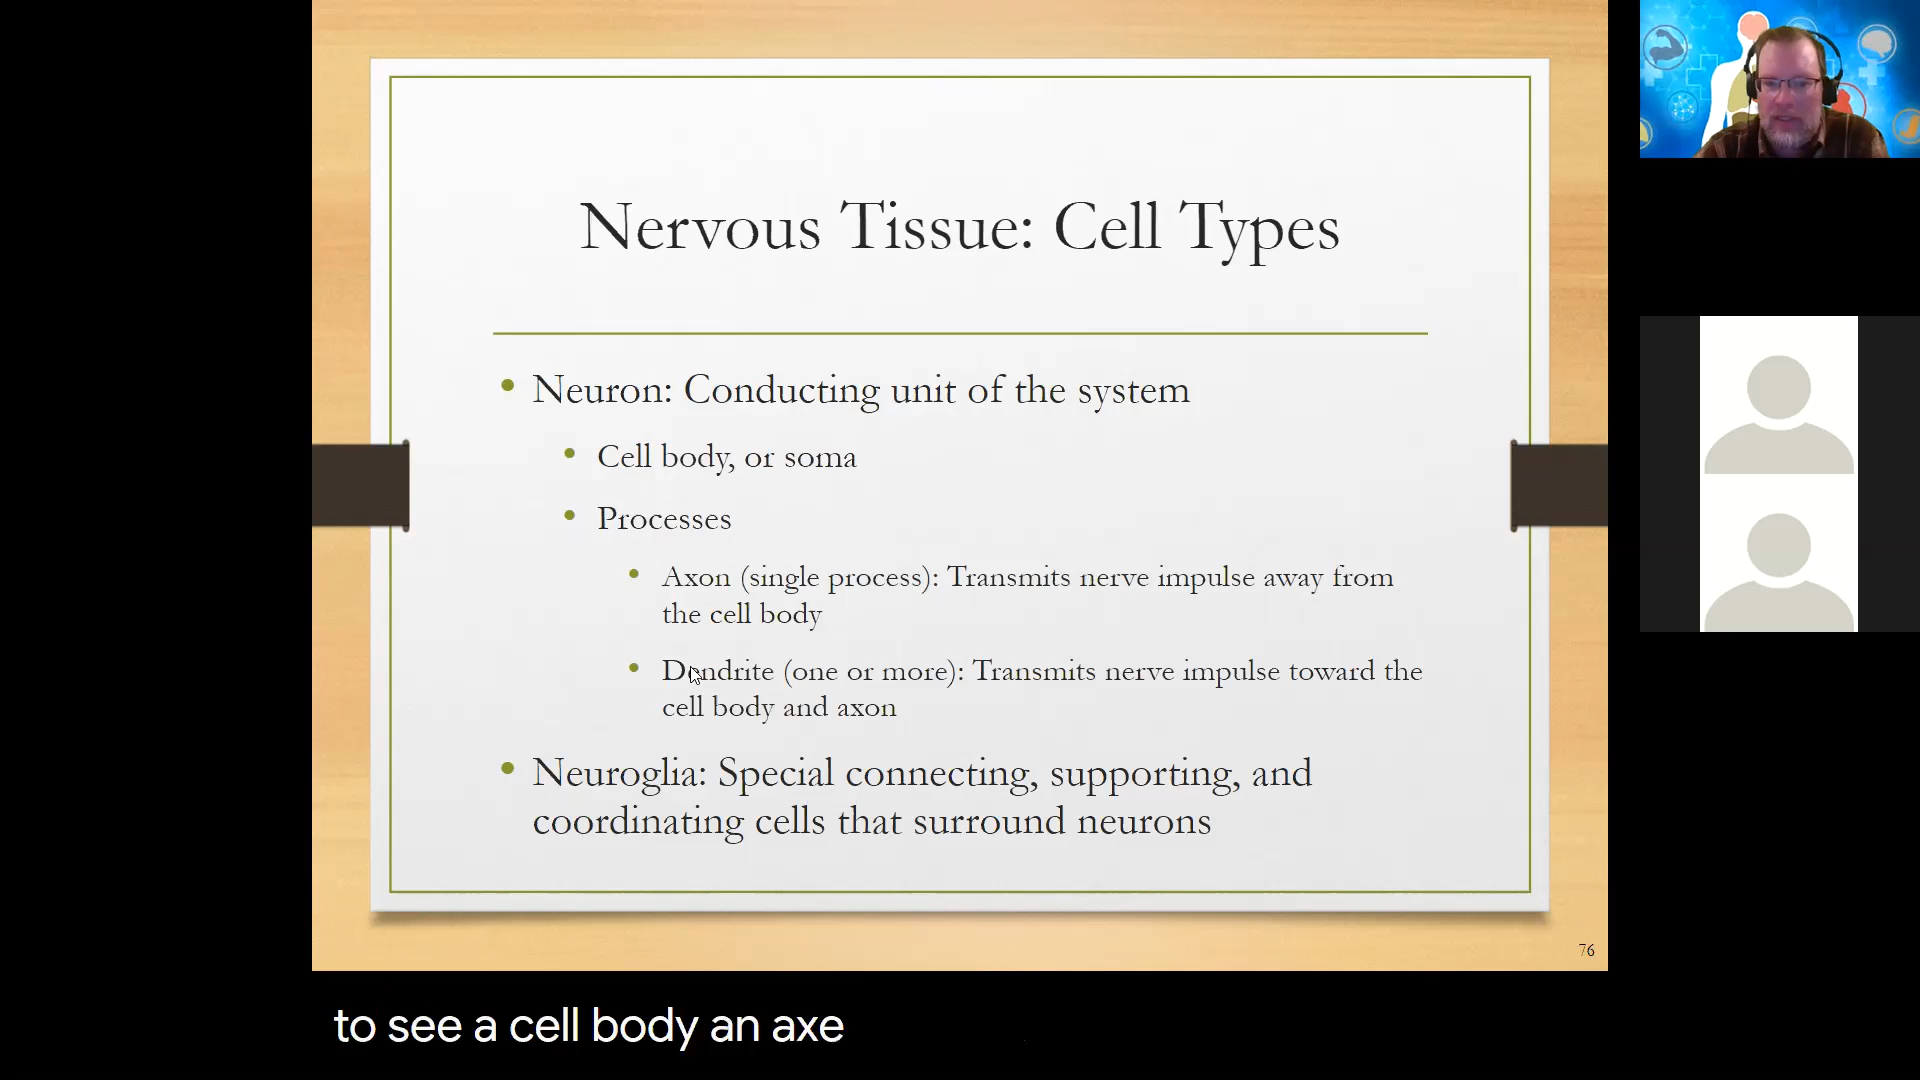 Nervous Tissue: Cell Types
• Neuron: Conducting unit of the system
• Cell body, or soma
• Processes
• Axon (single process): Transmits nerve impulse away from
the cell body
• Dendrite (one or more): Transmits nerve impulse toward the
cell body and axon
• Neuroglia: Special connecting, supporting, and
coordinating cells that surround neurons
76
to see a cell body an axe